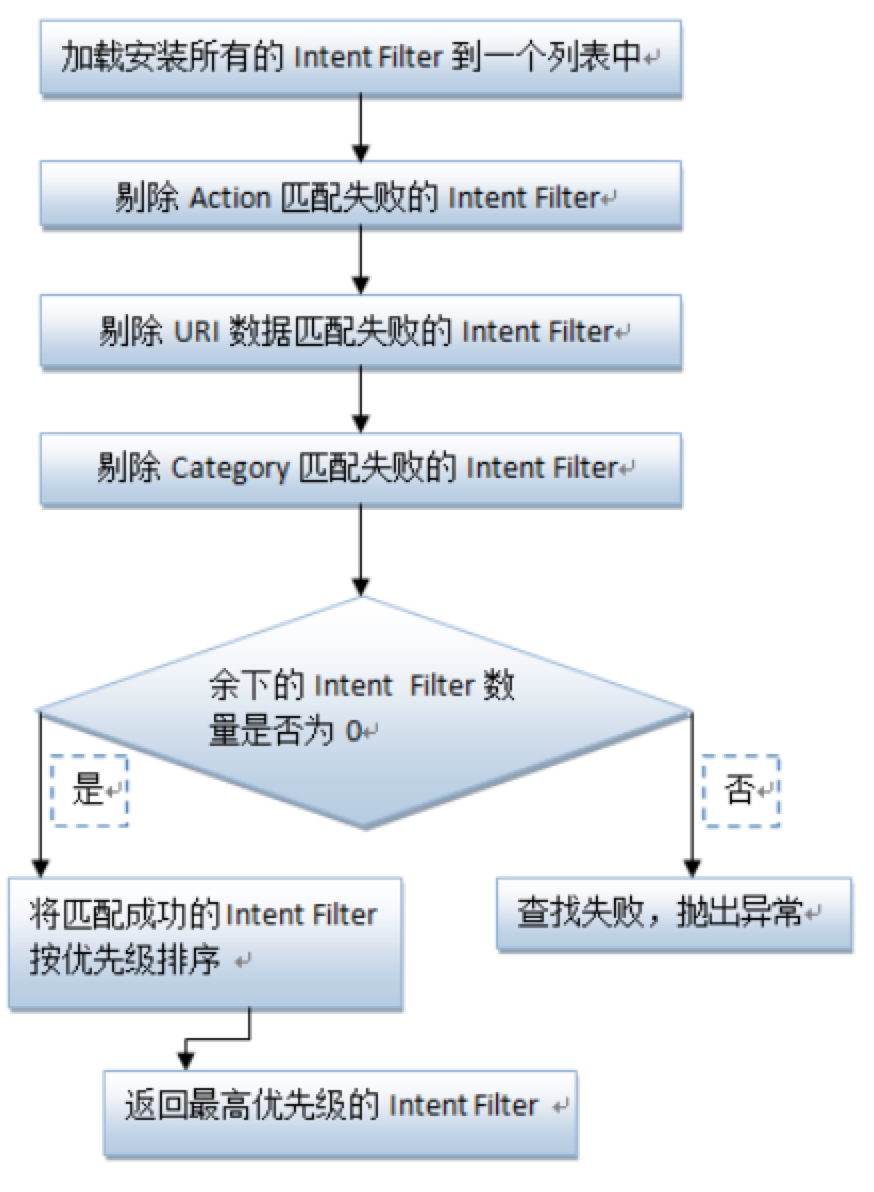 加载安装所有的 Intent Filter 到一个列表中↵
剔除 Action 匹配失败的 Intent Filter↵
剔除 URI 数据匹配失败的 Intent Filter↵
剔除 Category 匹配失败的 Intent Filter↵
余下的 Intent Filter 数
量是否为 0↵
是↵
否↵
将匹配成功的 Intent Filter
按优先级排序 ↵
查找失败，抛出异常↵
返回最高优先级的 Intent Filter ↵